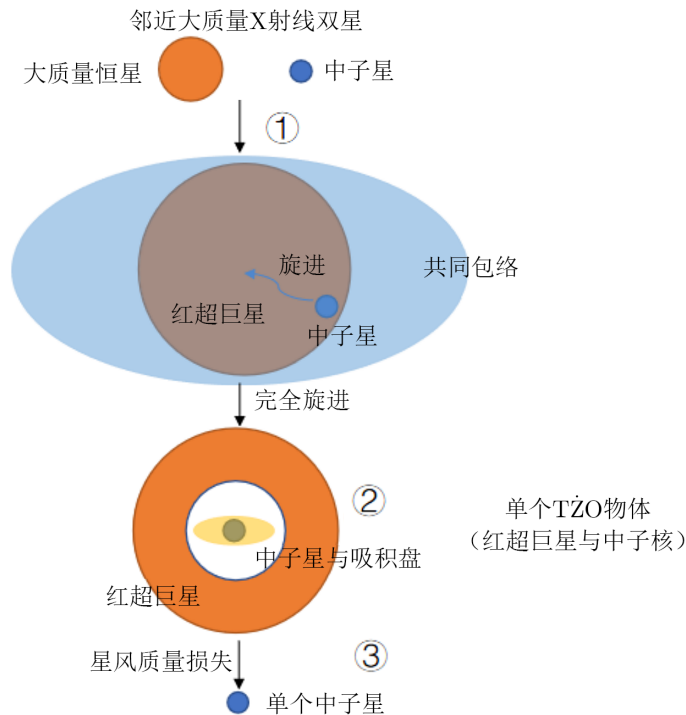 邻近大质量X射线双星
大质量恒星
中子星
①
旋进
共同包络
红超巨星
中子星
完全旋进
②
单个TŻO物体
（红超巨星与中子核）
中子星与吸积盘
红超巨星
③
星风质量损失
单个中子星